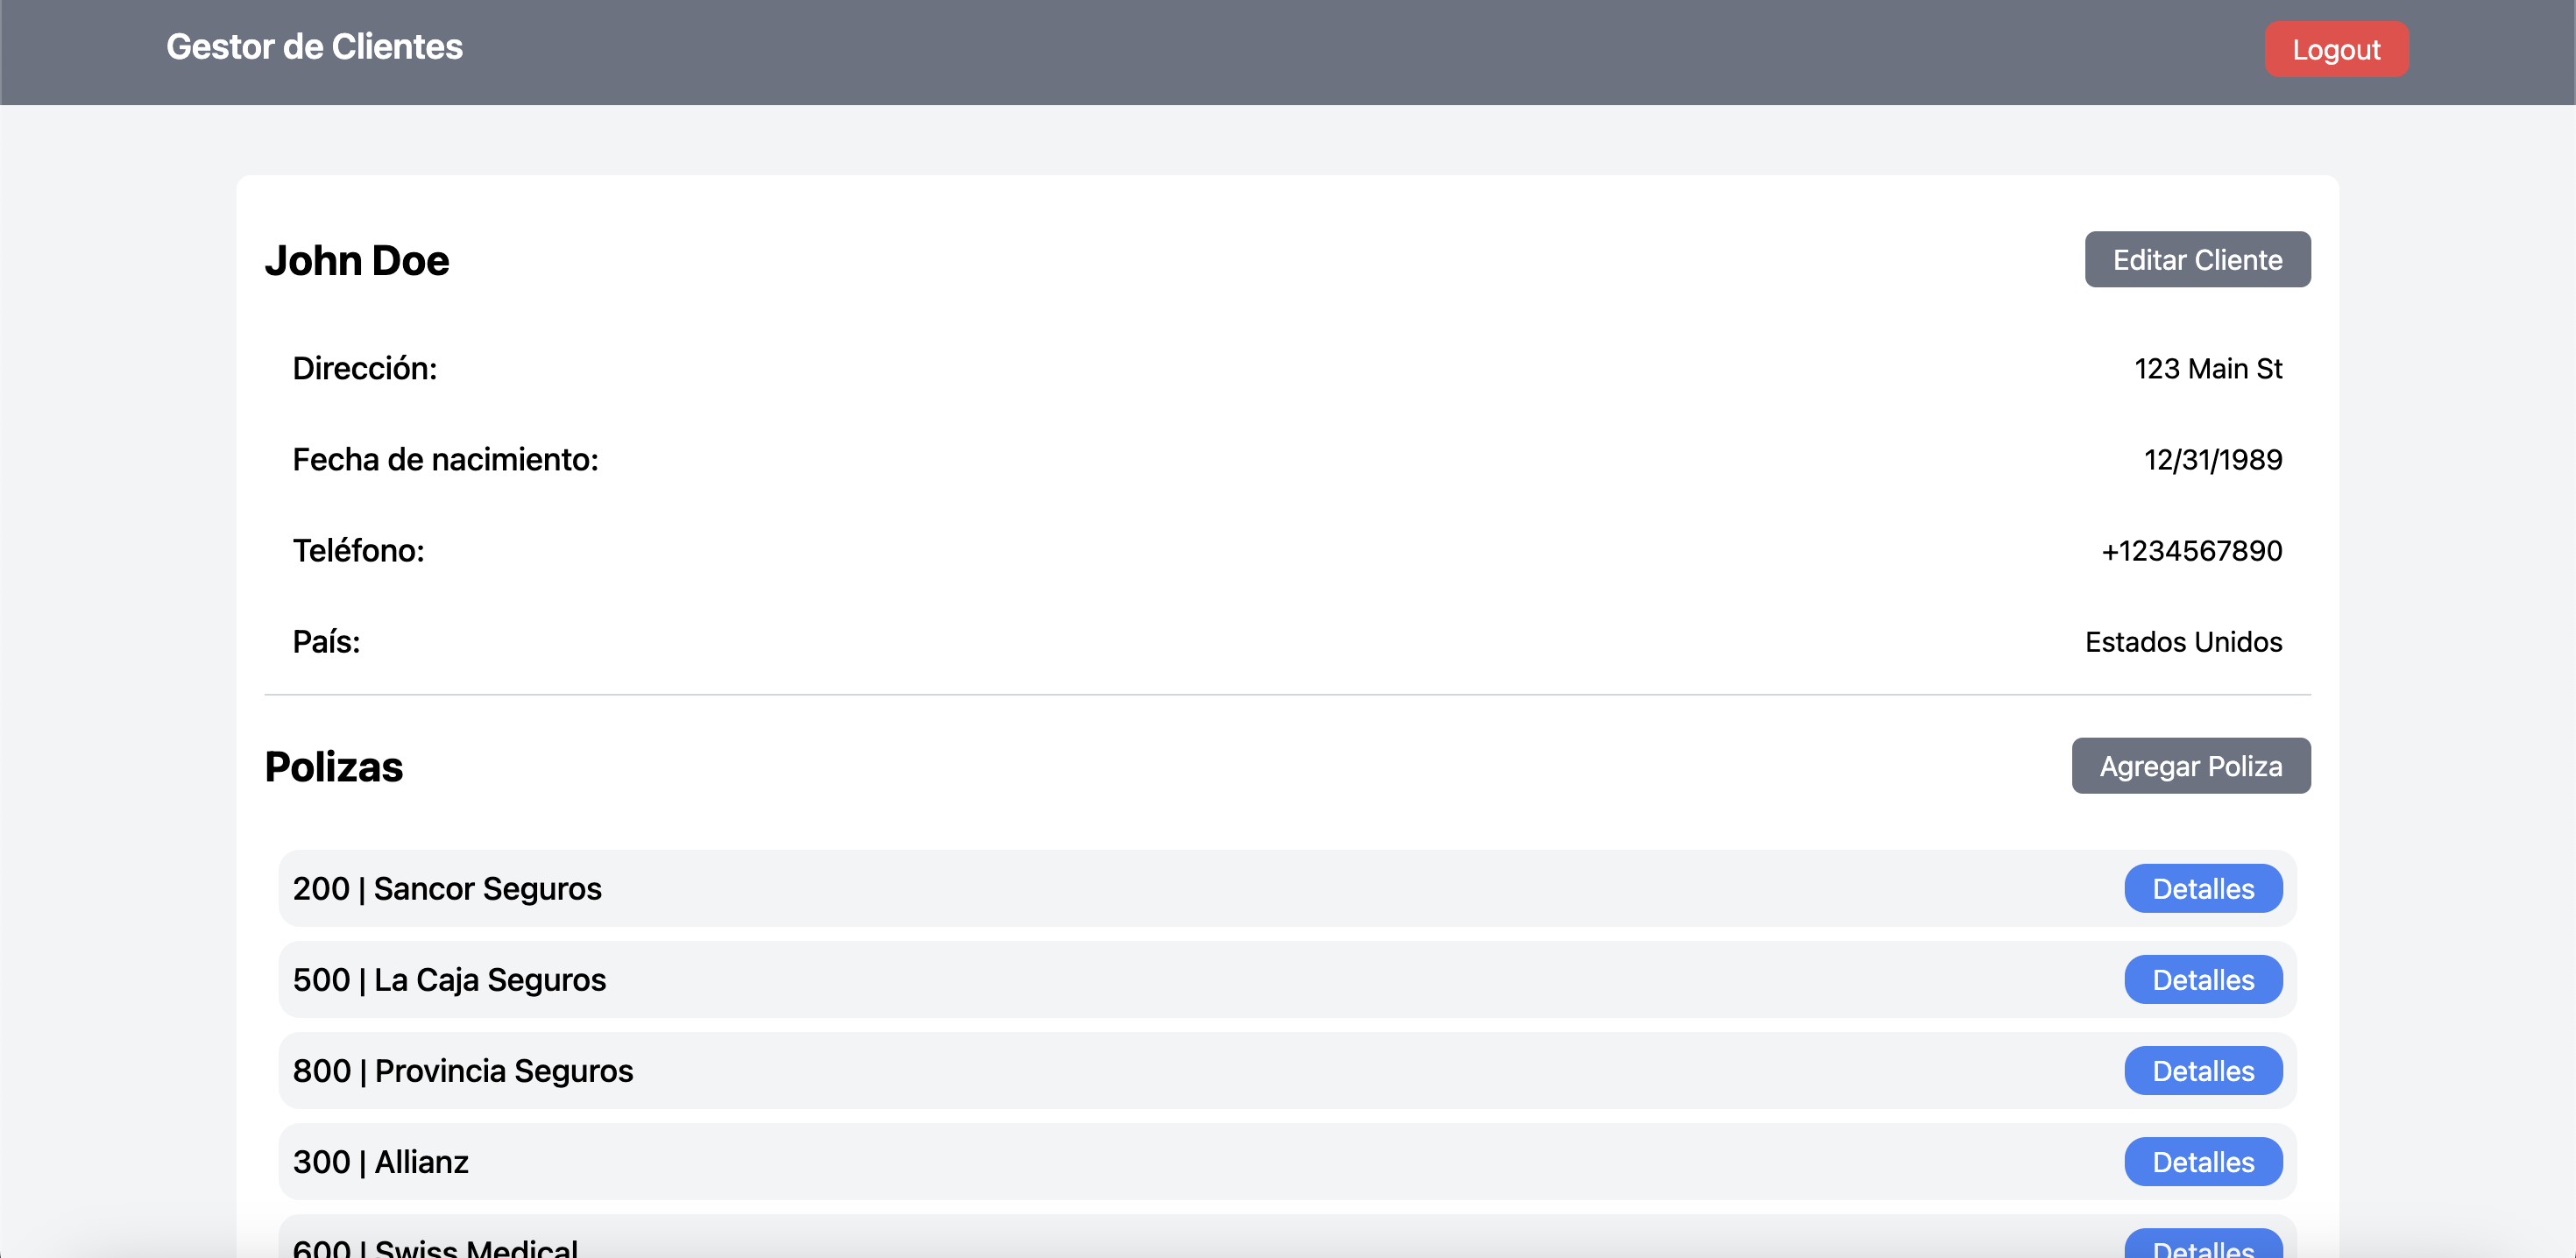 Gestor de Clientes
Logout
John Doe
Editar Cliente
Dirección:
123 Main St
Fecha de nacimiento:
12/31/1989
Teléfono:
+1234567890
País:
Estados Unidos
Polizas
Agregar Poliza
200 | Sancor Seguros
Detalles
500 | La Caja Seguros
Detalles
800 | Provincia Seguros
Detalles
300 | Allianz
Detalles
600 | Swiss Medical
Detalles